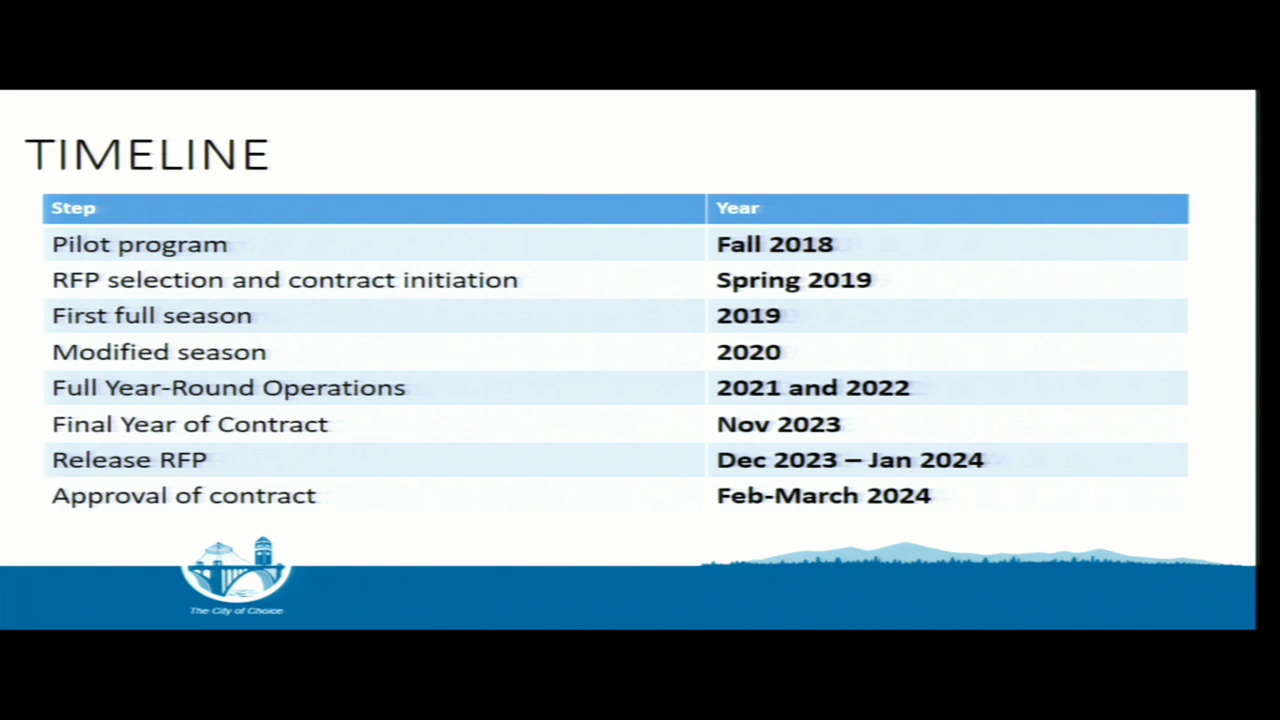 TIMELINE
Step Year
Pilot program Fall 2018
RFP selection and contract initiation Spring 2019
First full season 2019
Modified season 2020
Full Year-Round Operations 2021 and 2022
Final Year of Contract Nov 2023
Release RFP Dec 2023 – Jan 2024
Approval of contract Feb-March 2024
The City of Choice